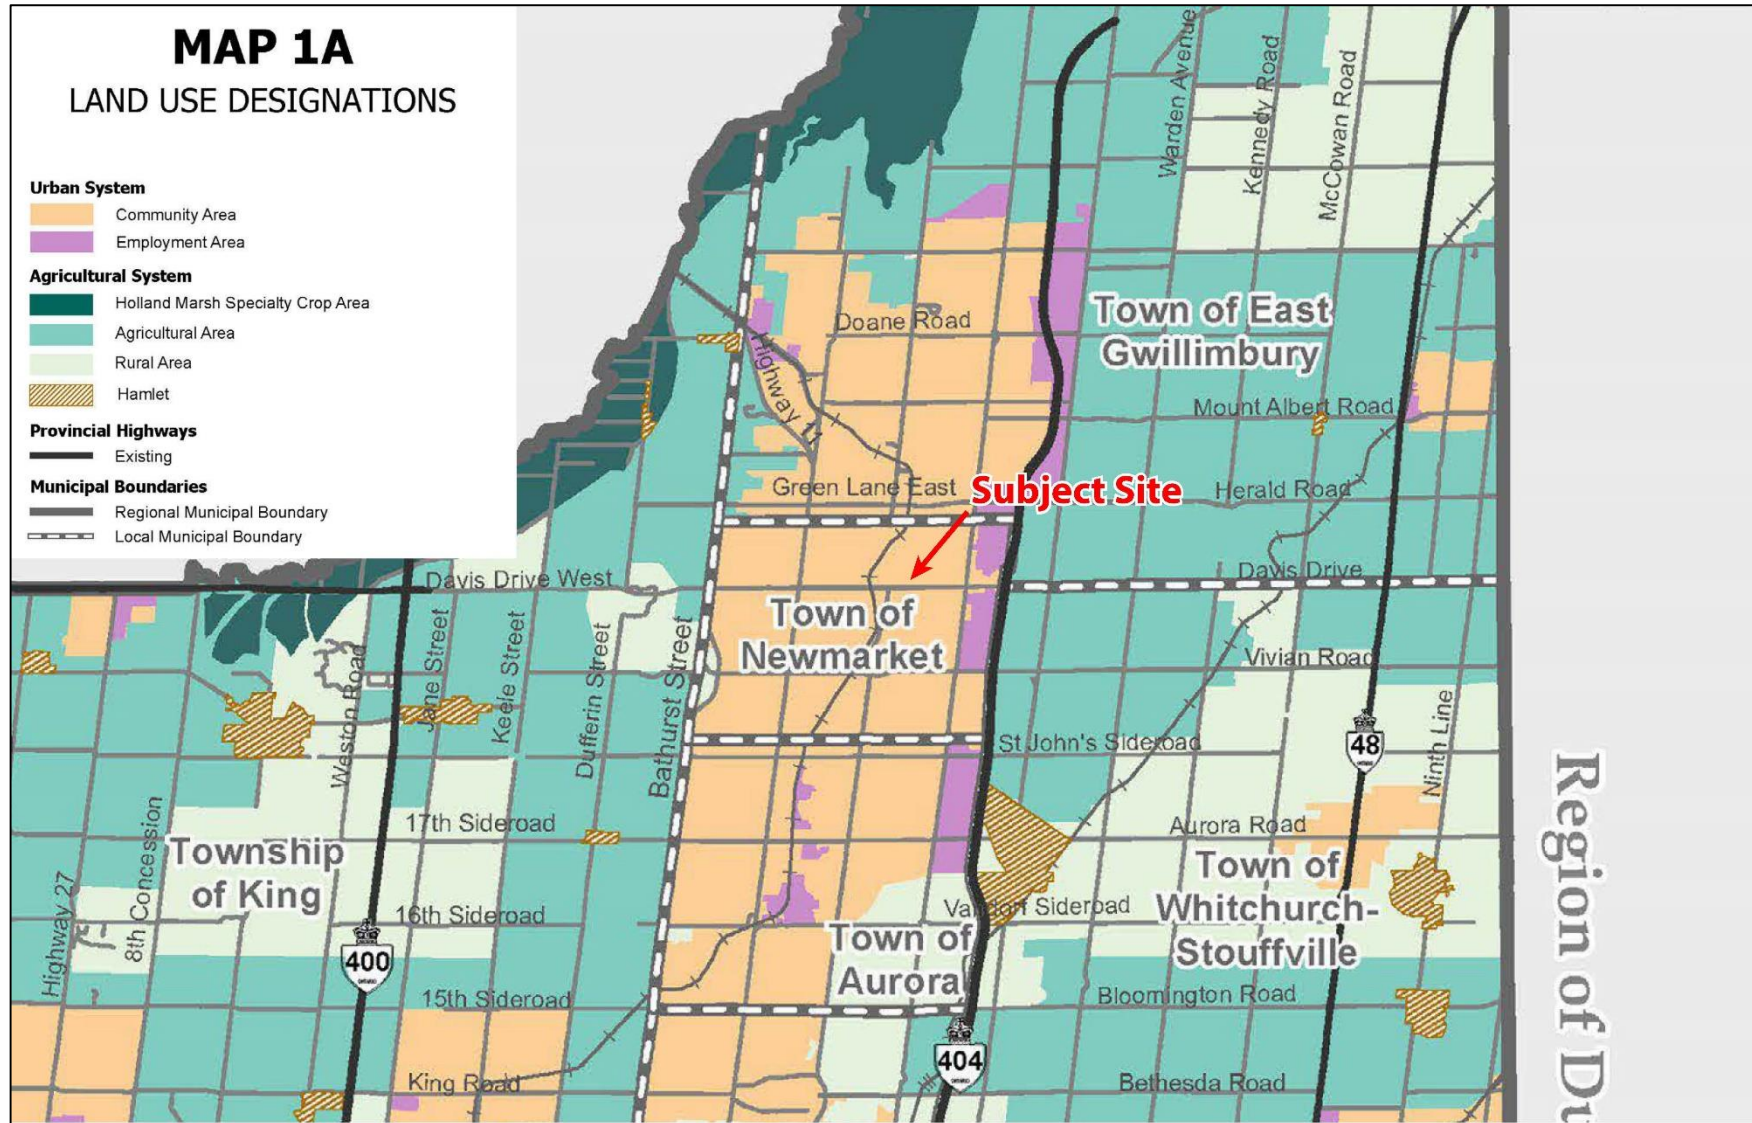 MAP 1A
LAND USE DESIGNATIONS
Urban System
Community Area
Employment Area
Agricultural System
Holland Marsh Specialty Crop Area
Agricultural Area
Rural Area
Hamlet
Provincial Highways
Existing
Municipal Boundaries
Regional Municipal Boundary
Local Municipal Boundary
Warden Avenue
Kennedy Road
McCowan Road
Doane Road
Highway 11
Town of East
Gwillimbury
Mount Albert Road
Green Lane East
Subject Site
Herald Road
Davis Drive West
Davis Drive
Town of
Newmarket
Vivian Road
Weston Road
Jane Street
Keele Street
Dufferin Street
Bathurst Street
St John's Sideroad
48
Ninth Line
17th Sideroad
Aurora Road
Township
of King
Town of
Whitchurch-
Stouffville
Highway 27
8th Concession
16th Sideroad
Vandorf Sideroad
Town of
Aurora
400
15th Sideroad
Bloomington Road
404
King Road
Bethesda Road
Region of Du